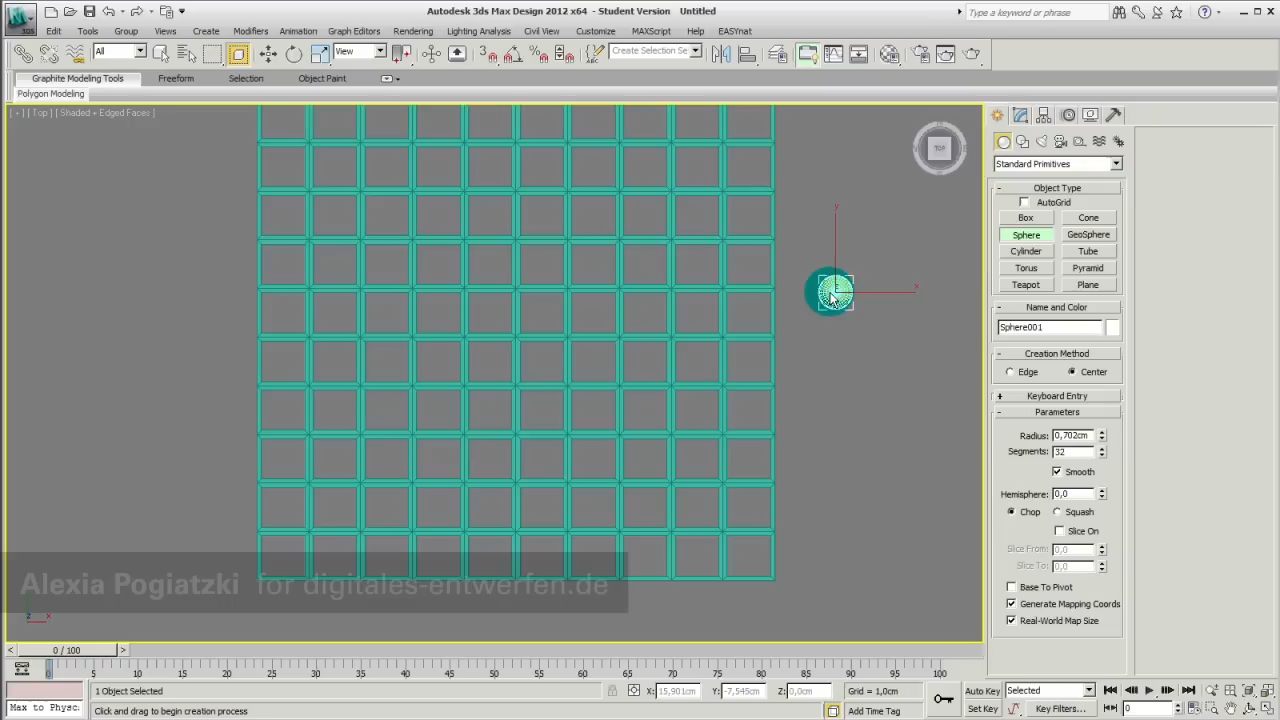 Autodesk 3ds Max Design 2012 x64 - Student Version Untitled
Type a keyword or phrase
Edit Tools Group Views Create Modifiers Animation Graph Editors Rendering Lighting Analysis Civil View Customize MAXScript Help EASYnat
All View Create Selection Se
Graphite Modeling Tools Freeform Selection Object Paint
Polygon Modeling
[ + ] [ Top ] [ Shaded + Edged Faces ]
TOP
Standard Primitives
- Object Type
AutoGrid
Box Cone
Sphere GeoSphere
Cylinder Tube
Torus Pyramid
Teapot Plane
- Name and Color
Sphere001
- Creation Method
Edge Center
+ Keyboard Entry
- Parameters
Radius: 0,702cm
Segments: 32
Smooth
Hemisphere: 0,0
Chop Squash
Slice On
Slice From: 0,0
Slice To: 0,0
Base To Pivot
Generate Mapping Coords
Real-World Map Size
y
x
z
Alexia Pogiatzki for digitales-entwerfen.de
z x
< 0 / 100 >
0 5 10 15 20 25 30 35 40 45 50 55 60 65 70 75 80 85 90 95 100
1 Object Selected X: 15,901cm Y: -7,545cm Z: 0,0cm Grid = 1,0cm Auto Key Selected
Max to Physc Click and drag to begin creation process Add Time Tag Set Key Key Filters... 0